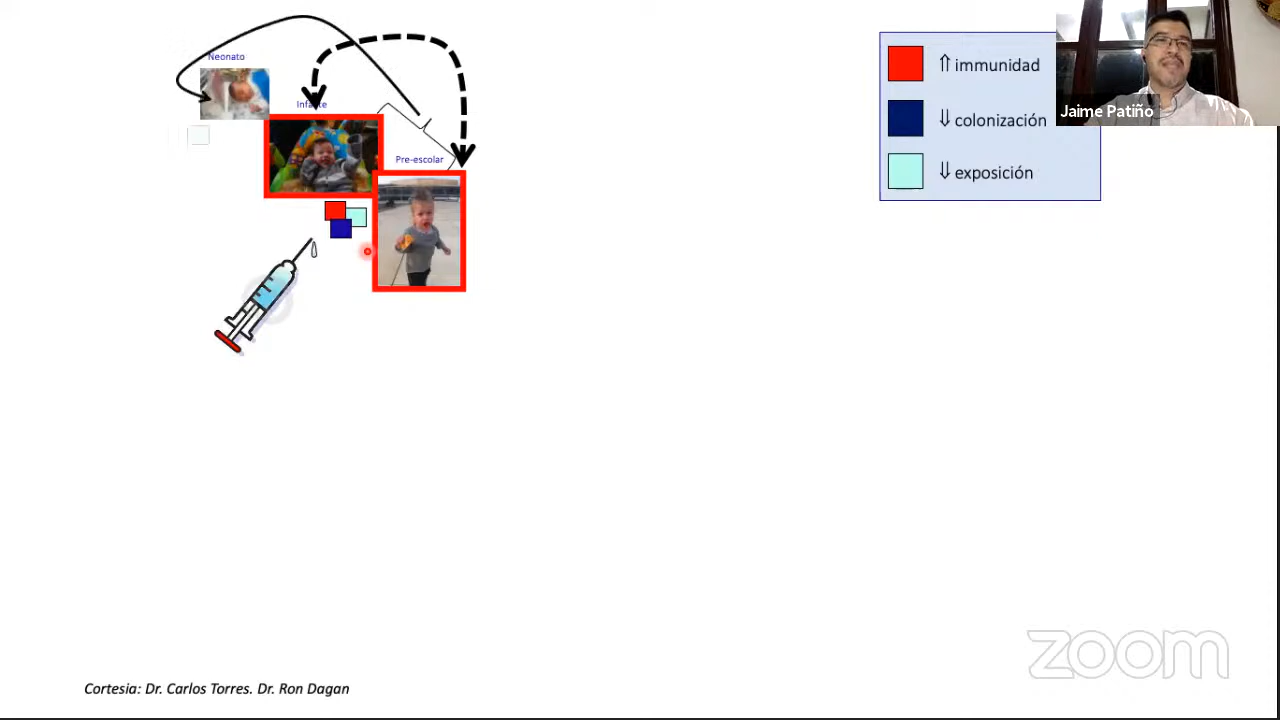 Neonato
Infante
Pre-escolar
⇑ immunidad
⇓ colonización
⇓ exposición
Jaime Patiño
zoom
Cortesia: Dr. Carlos Torres. Dr. Ron Dagan